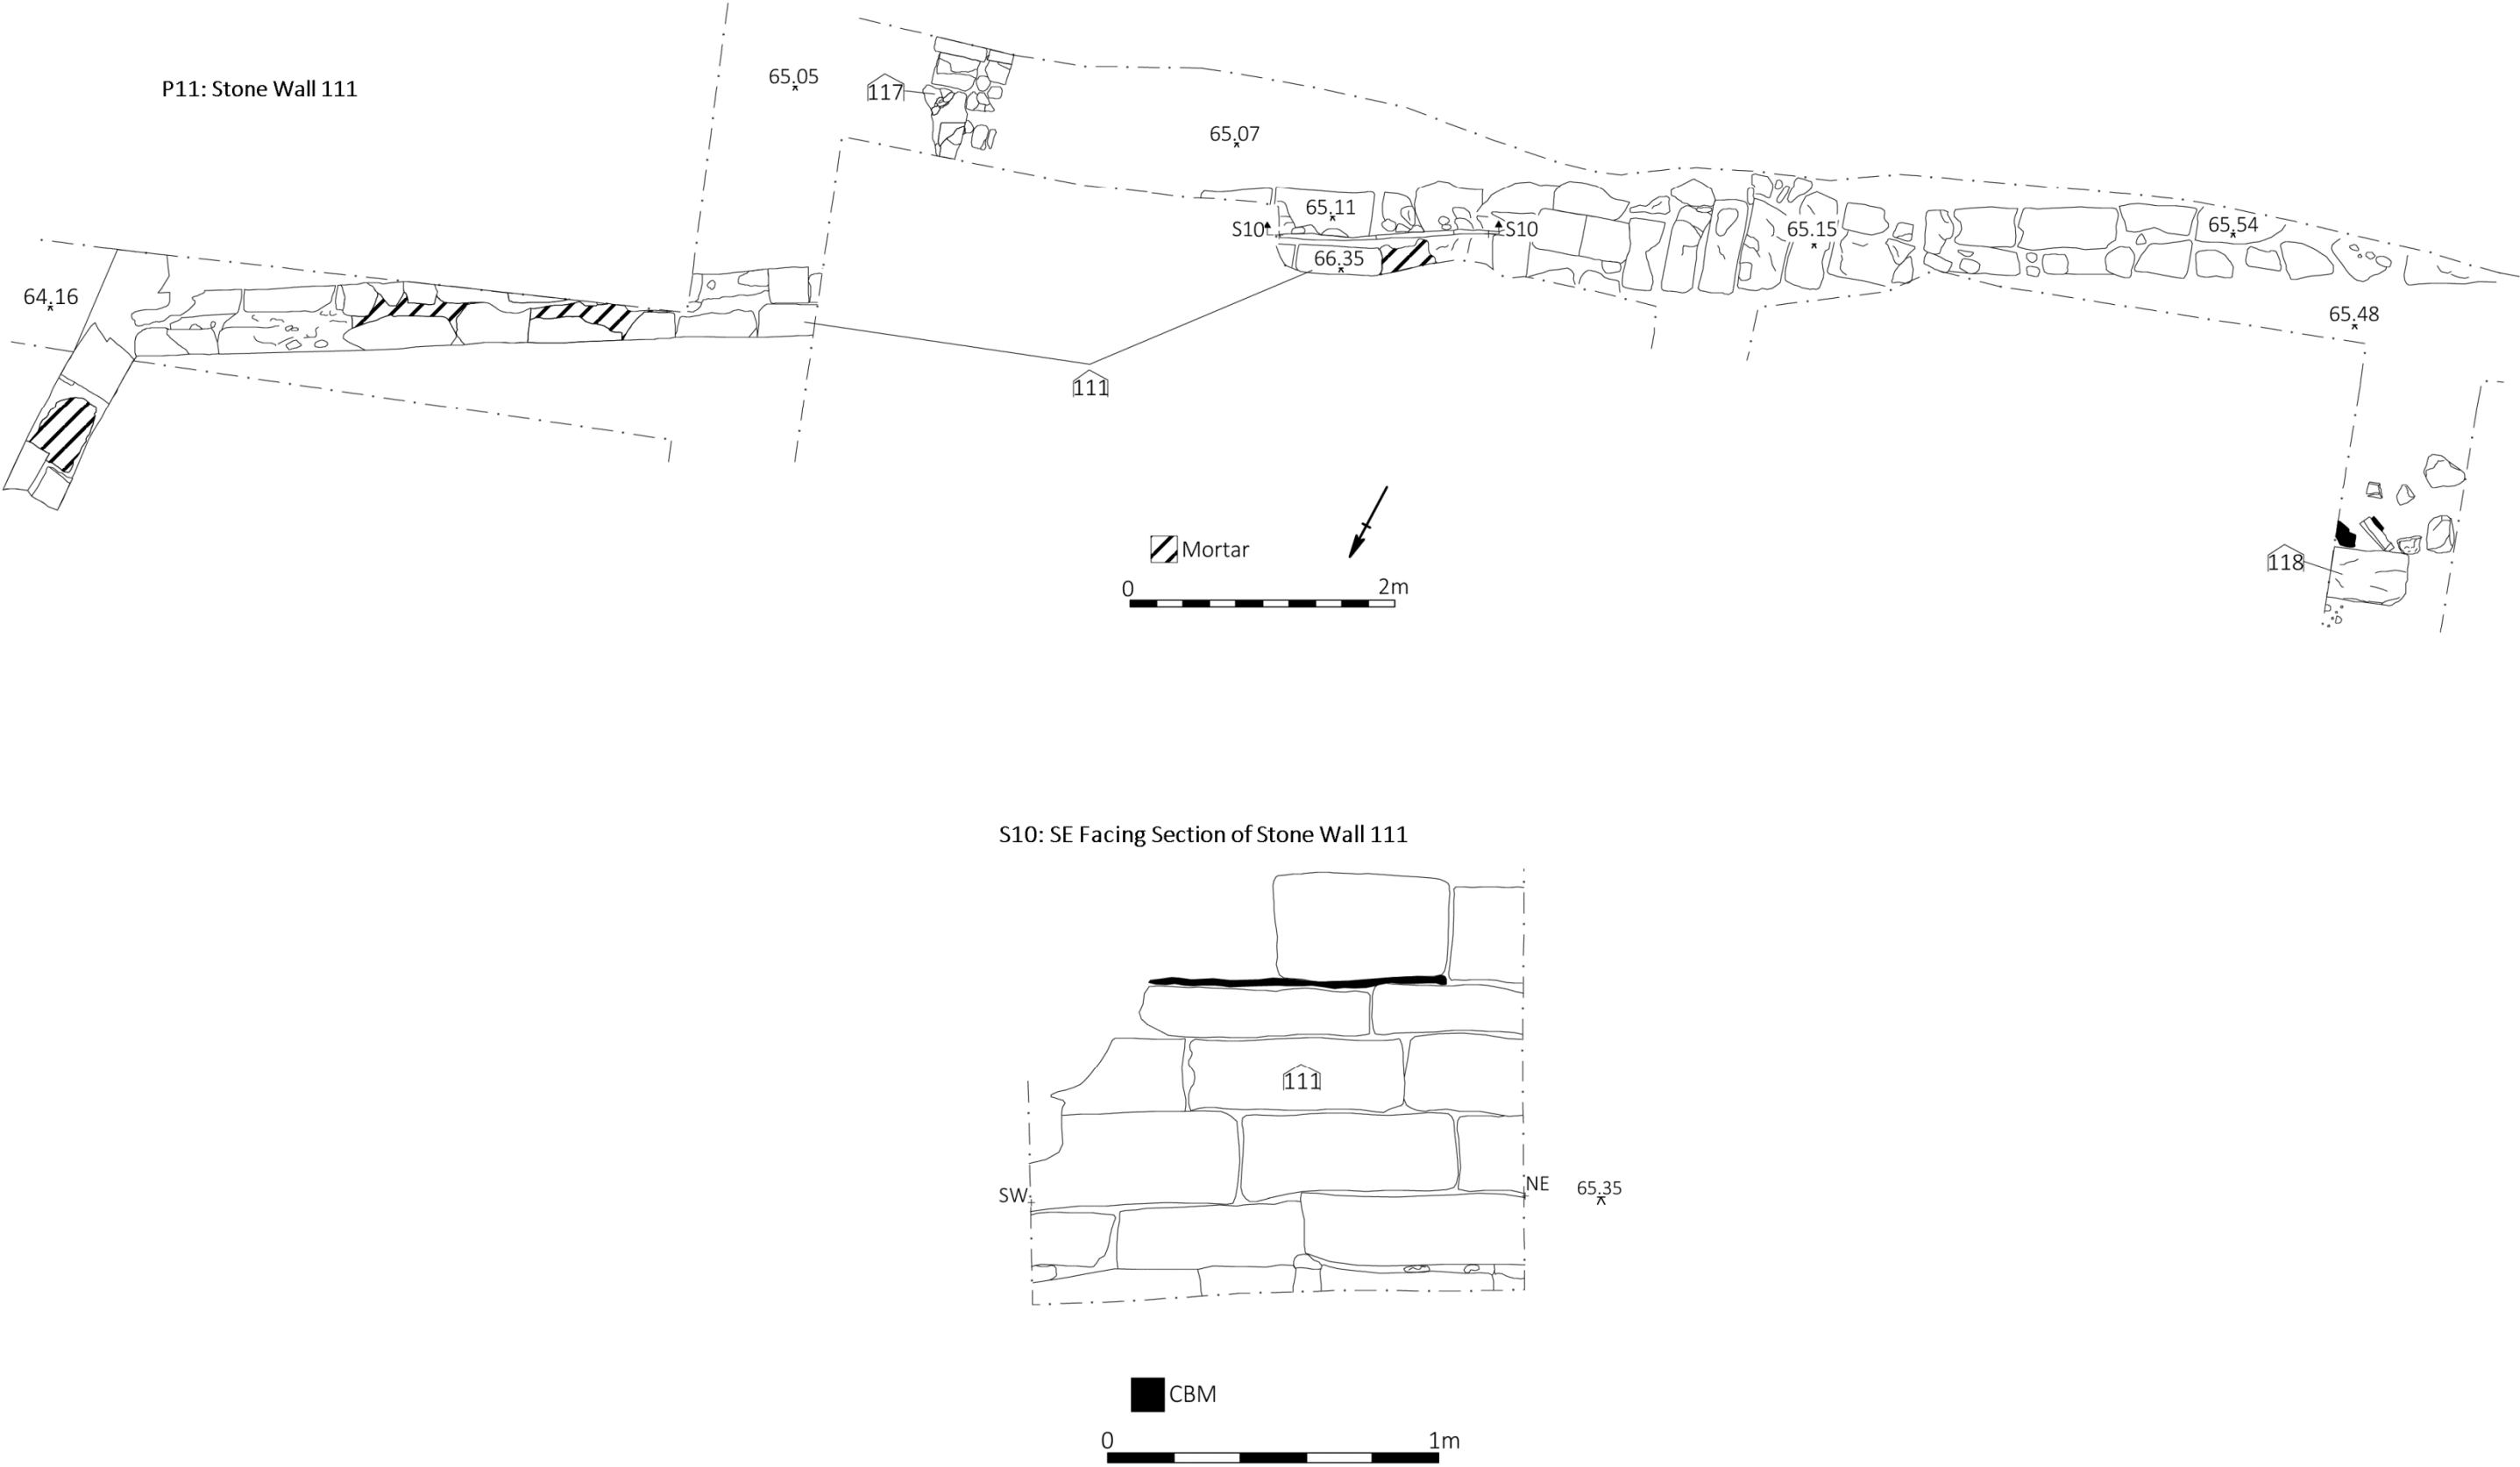 P11: Stone Wall 111
65.05
117
65.07
65.11
S10
S10
65.15
65.54
66.35
64.16
65.48
111
Mortar
0 2m
118
S10: SE Facing Section of Stone Wall 111
111
SW
NE
65.35
CBM
0 1m